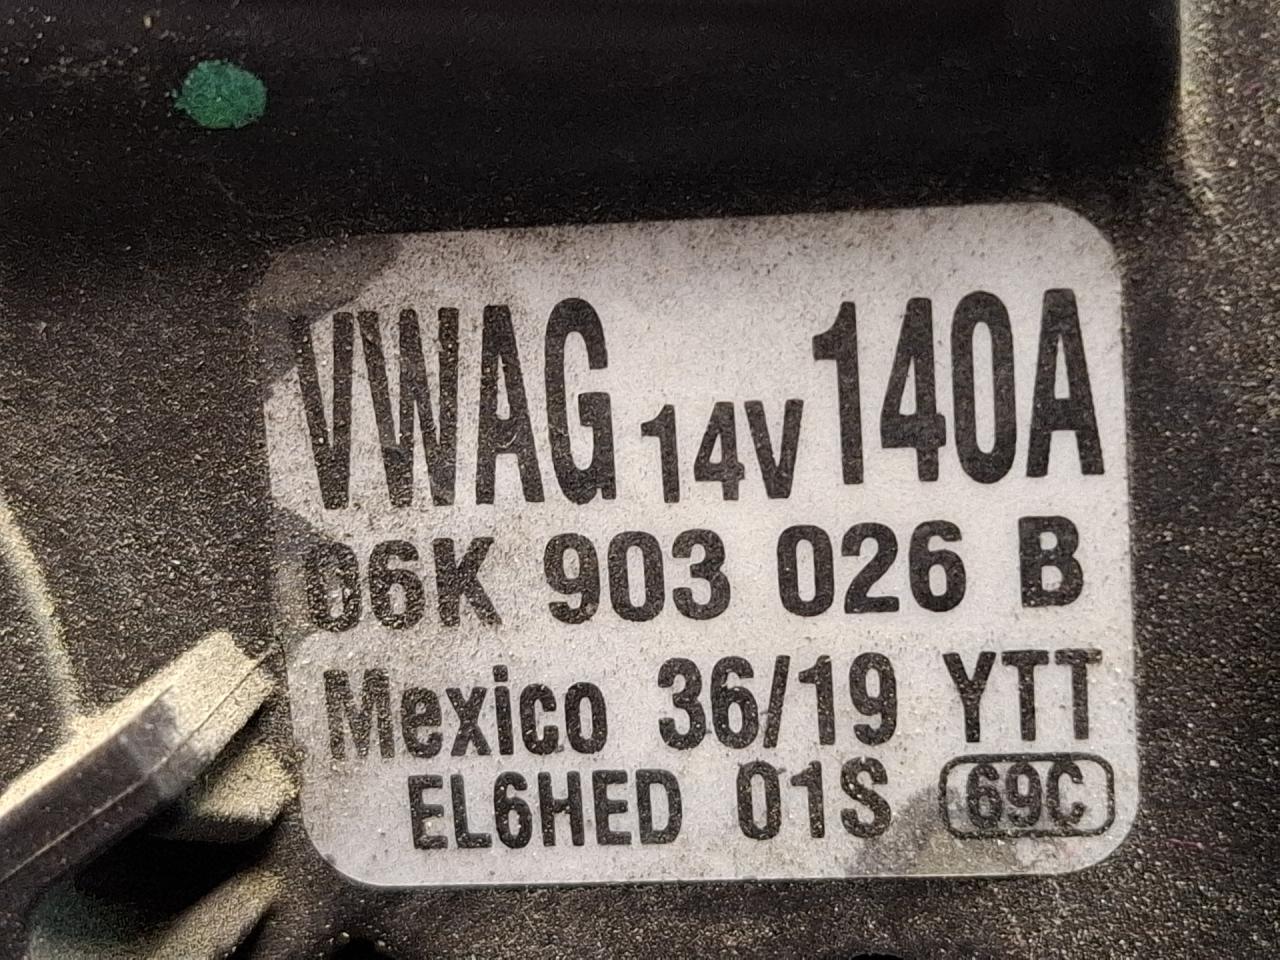 VWAG 14V 140A
06K 903 026 B
Mexico 36/19 YTT
EL6HED 01S 69C